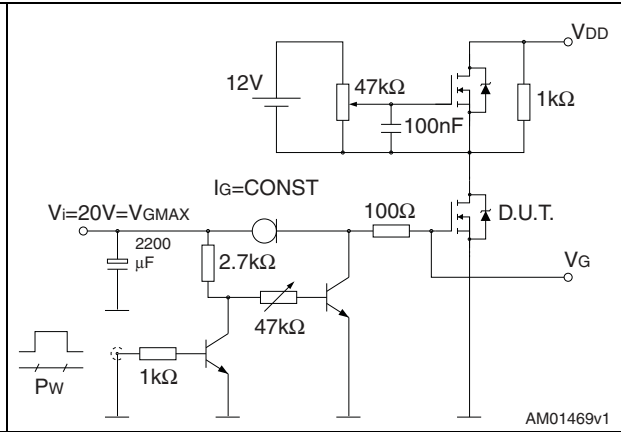 VDD
12V
47kΩ
1kΩ
100nF
IG=CONST
Vi=20V=VGMAX
100Ω
D.U.T.
2200
μF
2.7kΩ
VG
47kΩ
1kΩ
PW
AM01469v1